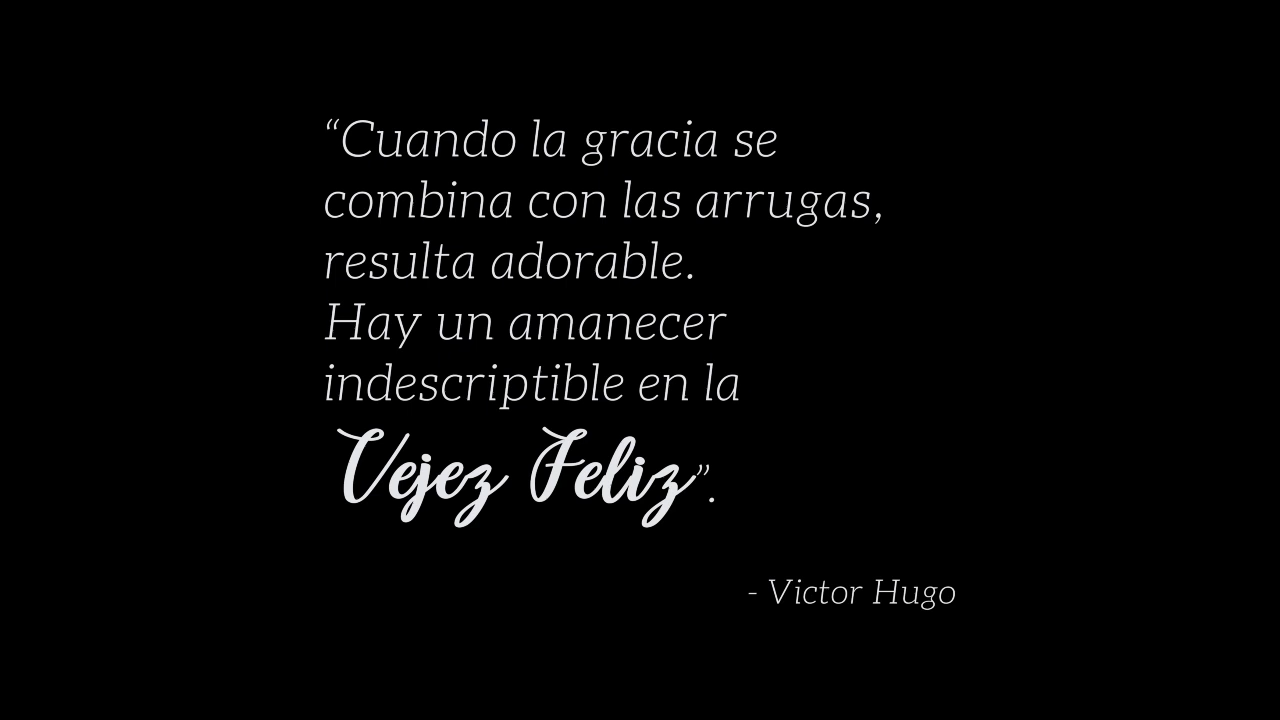 “Cuando la gracia se
combina con las arrugas,
resulta adorable.
Hay un amanecer
indescriptible en la
Vejez Feliz”.
- Victor Hugo